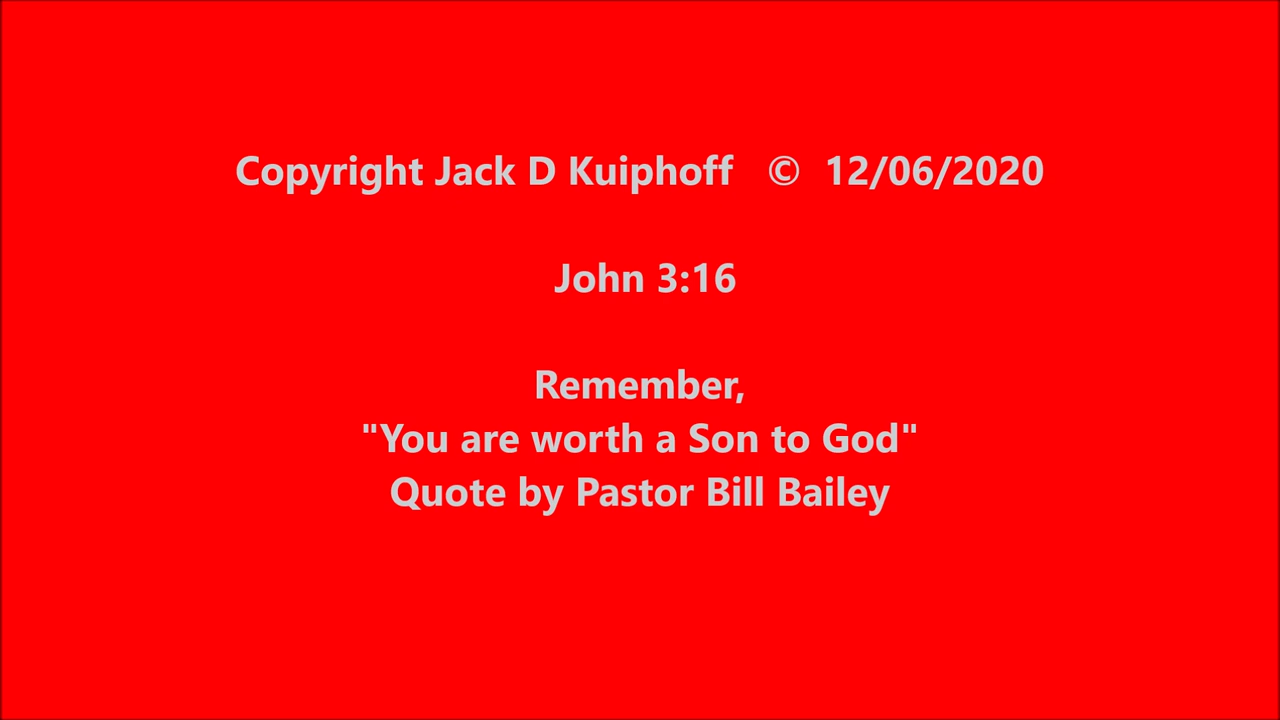 Copyright Jack D Kuiphoff © 12/06/2020
John 3:16
Remember,
"You are worth a Son to God"
Quote by Pastor Bill Bailey